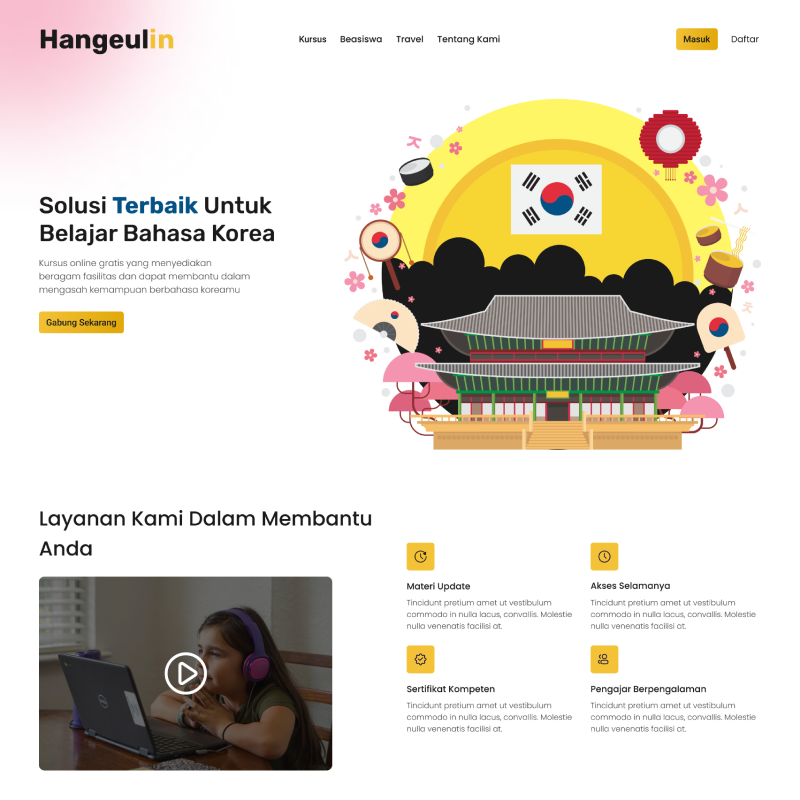 Hangeulin
Kursus Beasiswa Travel Tentang Kami
Masuk Daftar
Solusi Terbaik Untuk
Belajar Bahasa Korea
Kursus online gratis yang menyediakan
beragam fasilitas dan dapat membantu dalam
mengasah kemampuan berbahasa koreamu
Gabung Sekarang
ㅈ
ㅅ
ㅅ
ㅈ
Layanan Kami Dalam Membantu
Anda
DELL
Materi Update
Tincidunt pretium amet ut vestibulum
commodo in nulla lacus, convallis. Molestie
nulla venenatis facilisi at.
Akses Selamanya
Tincidunt pretium amet ut vestibulum
commodo in nulla lacus, convallis. Molestie
nulla venenatis facilisi at.
Sertifikat Kompeten
Tincidunt pretium amet ut vestibulum
commodo in nulla lacus, convallis. Molestie
nulla venenatis facilisi at.
Pengajar Berpengalaman
Tincidunt pretium amet ut vestibulum
commodo in nulla lacus, convallis. Molestie
nulla venenatis facilisi at.